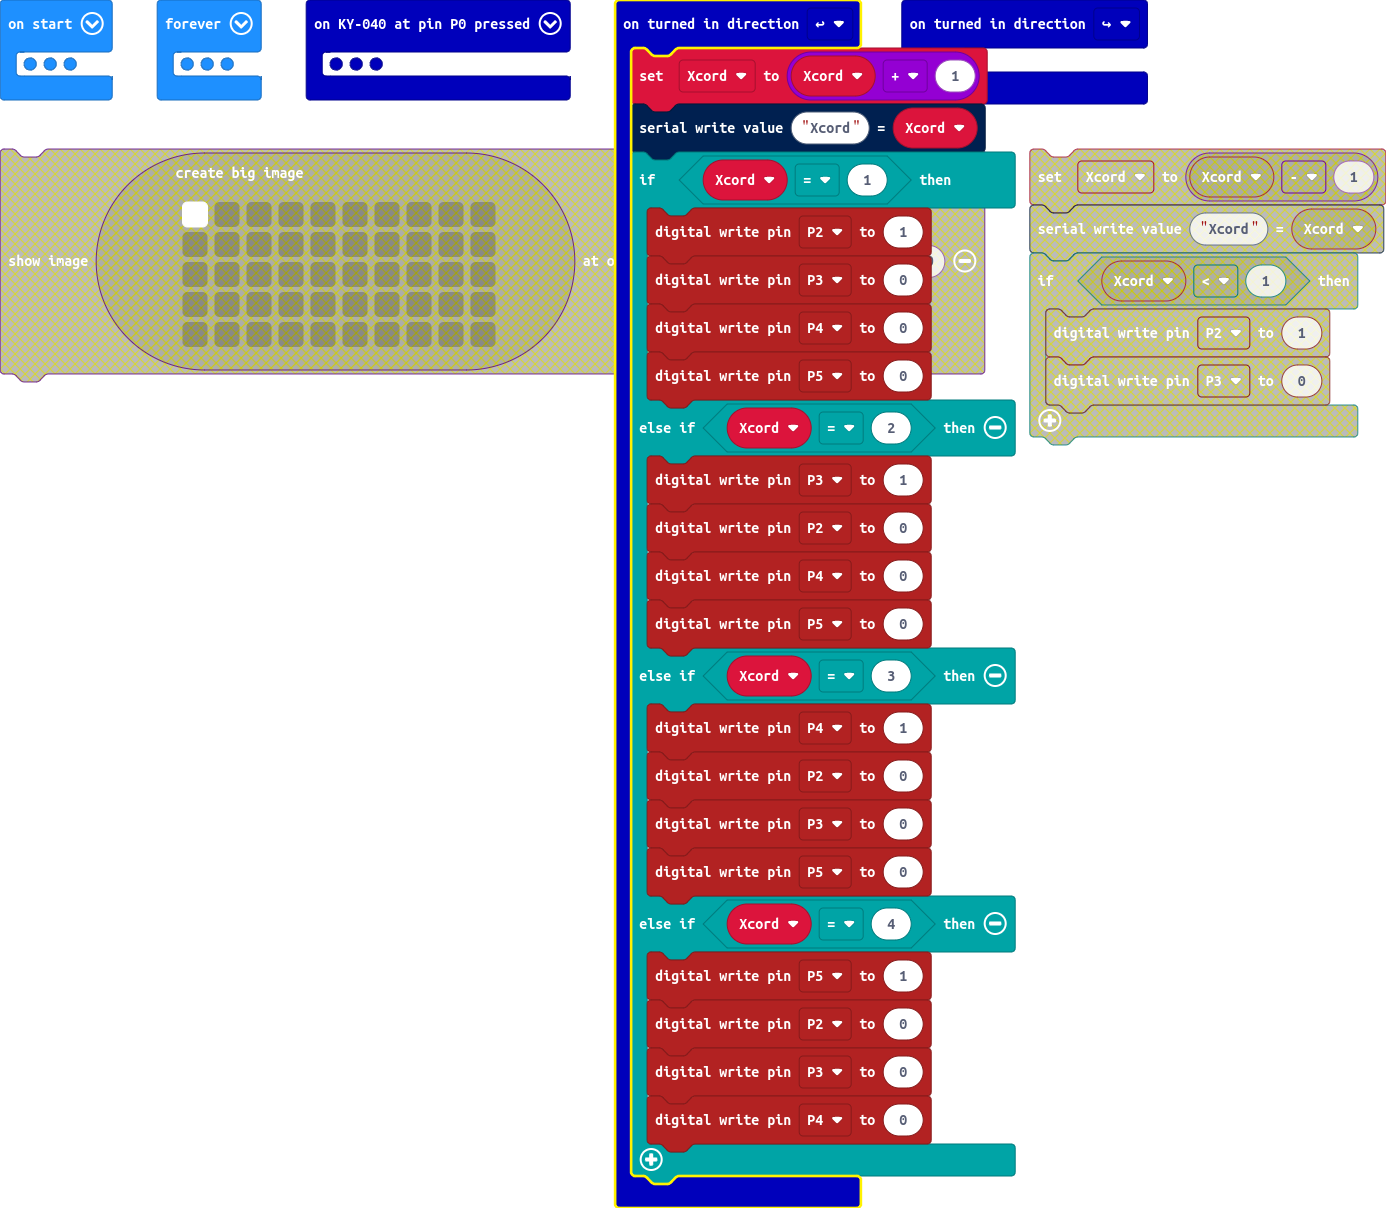 on start
forever
on KY-040 at pin P0 pressed
on turned in direction ↩
on turned in direction ↪
set Xcord to Xcord + 1
serial write value "Xcord" = Xcord
if Xcord = 1 then
digital write pin P2 to 1
digital write pin P3 to 0
digital write pin P4 to 0
digital write pin P5 to 0
else if Xcord = 2 then
digital write pin P3 to 1
digital write pin P2 to 0
digital write pin P4 to 0
digital write pin P5 to 0
else if Xcord = 3 then
digital write pin P4 to 1
digital write pin P2 to 0
digital write pin P3 to 0
digital write pin P5 to 0
else if Xcord = 4 then
digital write pin P5 to 1
digital write pin P2 to 0
digital write pin P3 to 0
digital write pin P4 to 0
create big image
show image at
set Xcord to Xcord - 1
serial write value "Xcord" = Xcord
if Xcord < 1 then
digital write pin P2 to 1
digital write pin P3 to 0